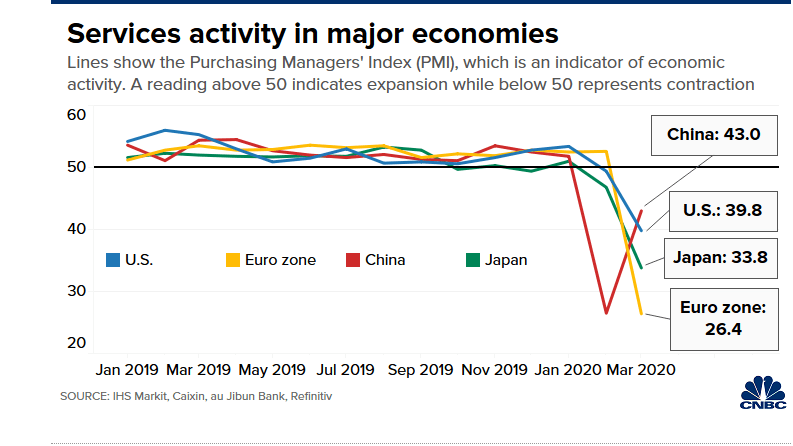 Services activity in major economies
Lines show the Purchasing Managers' Index (PMI), which is an indicator of economic
activity. A reading above 50 indicates expansion while below 50 represents contraction
60
50
40
30
20
China: 43.0
U.S.: 39.8
Japan: 33.8
Euro zone:
26.4
U.S. Euro zone China Japan
Jan 2019 Mar 2019 May 2019 Jul 2019 Sep 2019 Nov 2019 Jan 2020 Mar 2020
SOURCE: IHS Markit, Caixin, au Jibun Bank, Refinitiv
CNBC